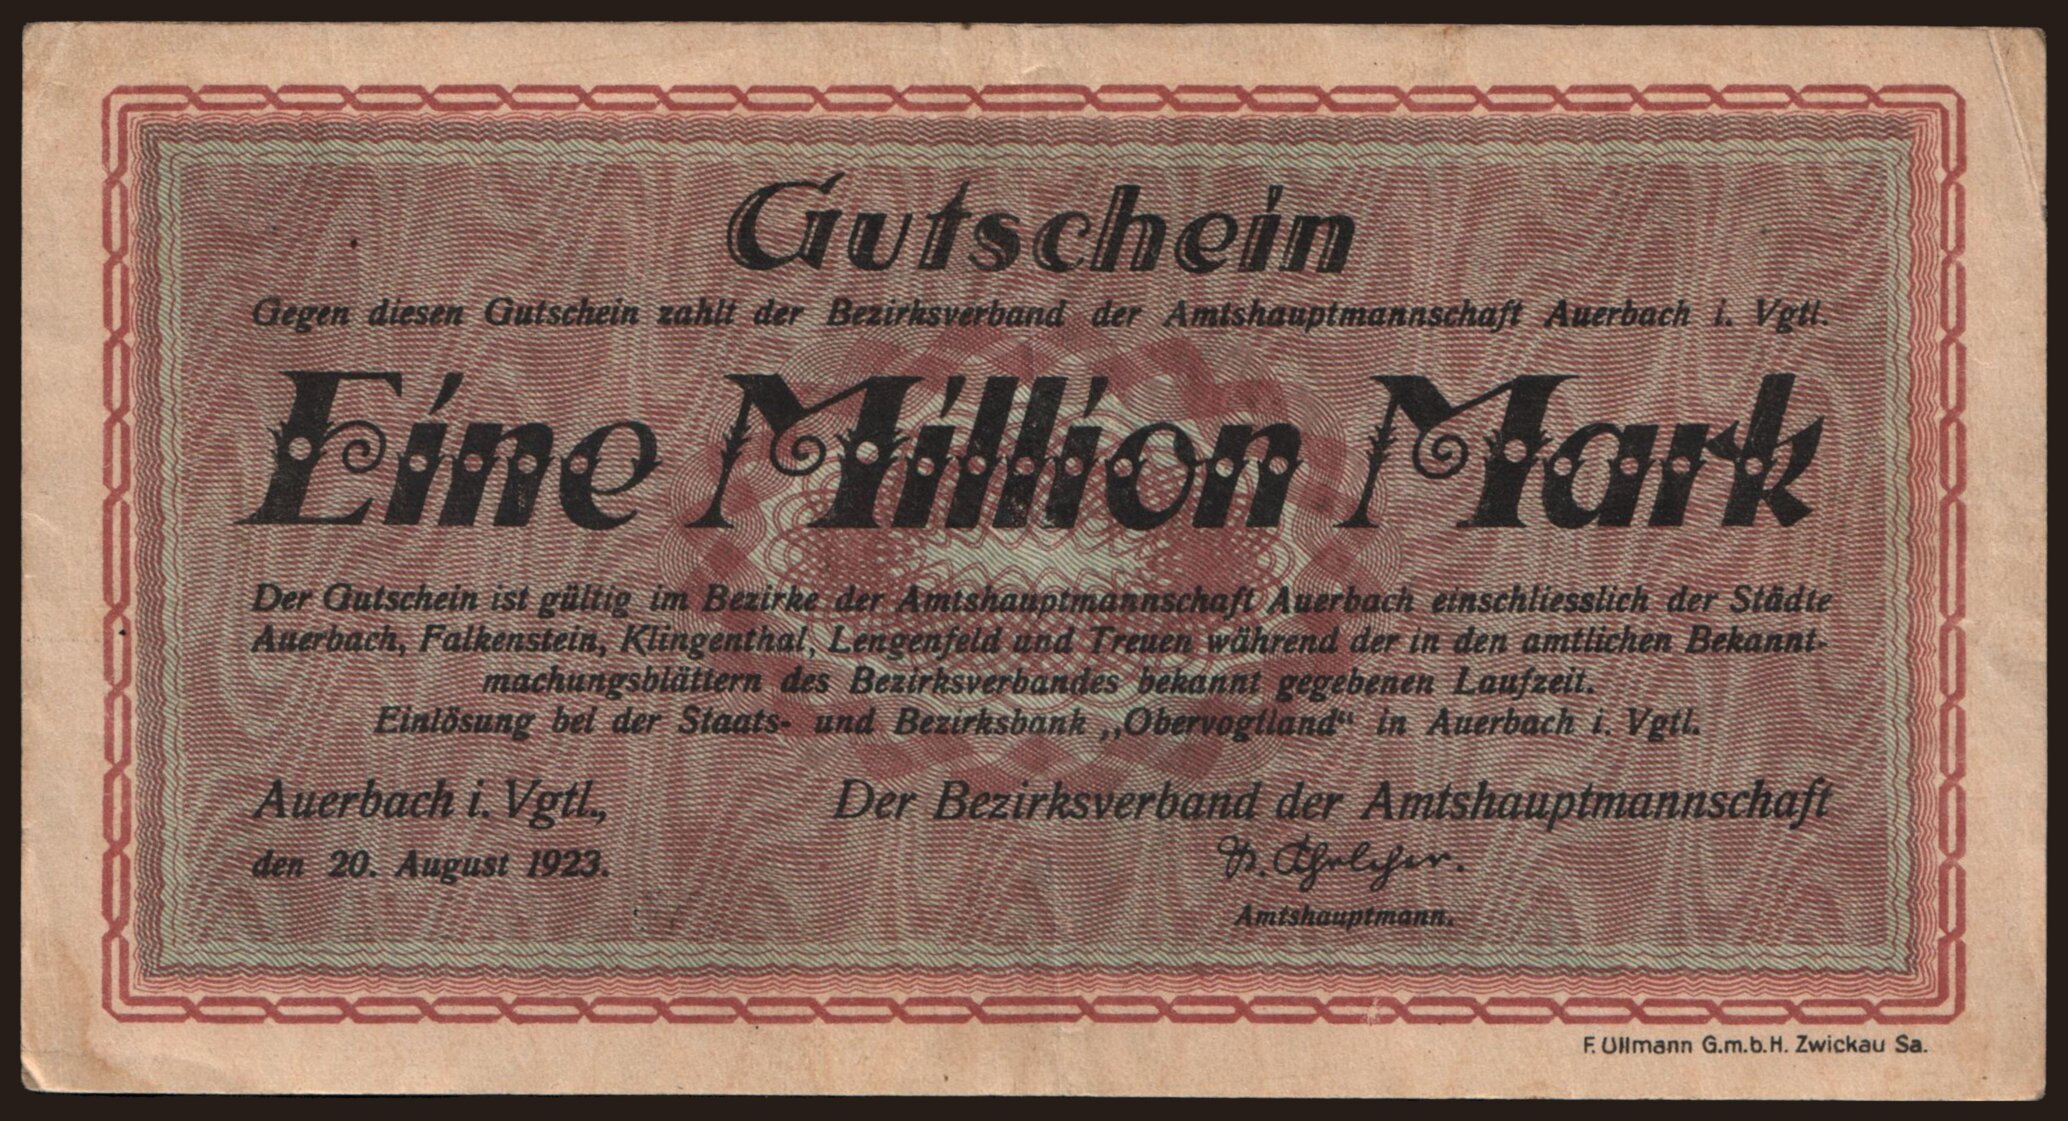 Gutschein
Gegen diesen Gutschein zahlt der Bezirksverband der Amtshauptmannschaft Auerbach i. Vgtl.
Eine Million Mark
Der Gutschein ist gültig im Bezirke der Amtshauptmannschaft Auerbach einschliesslich der Städte
Auerbach, Falkenstein, Klingenthal, Lengenfeld und Treuen während der in den amtlichen Bekannt-
machungsblättern des Bezirksverbandes bekannt gegebenen Laufzeit.
Einlösung bei der Staats- und Bezirksbank „Obervogtland“ in Auerbach i. Vgtl.
Auerbach i. Vgtl.,
den 20. August 1923.
Der Bezirksverband der Amtshauptmannschaft
Amtshauptmann.
F. Ullmann G.m.b.H. Zwickau Sa.